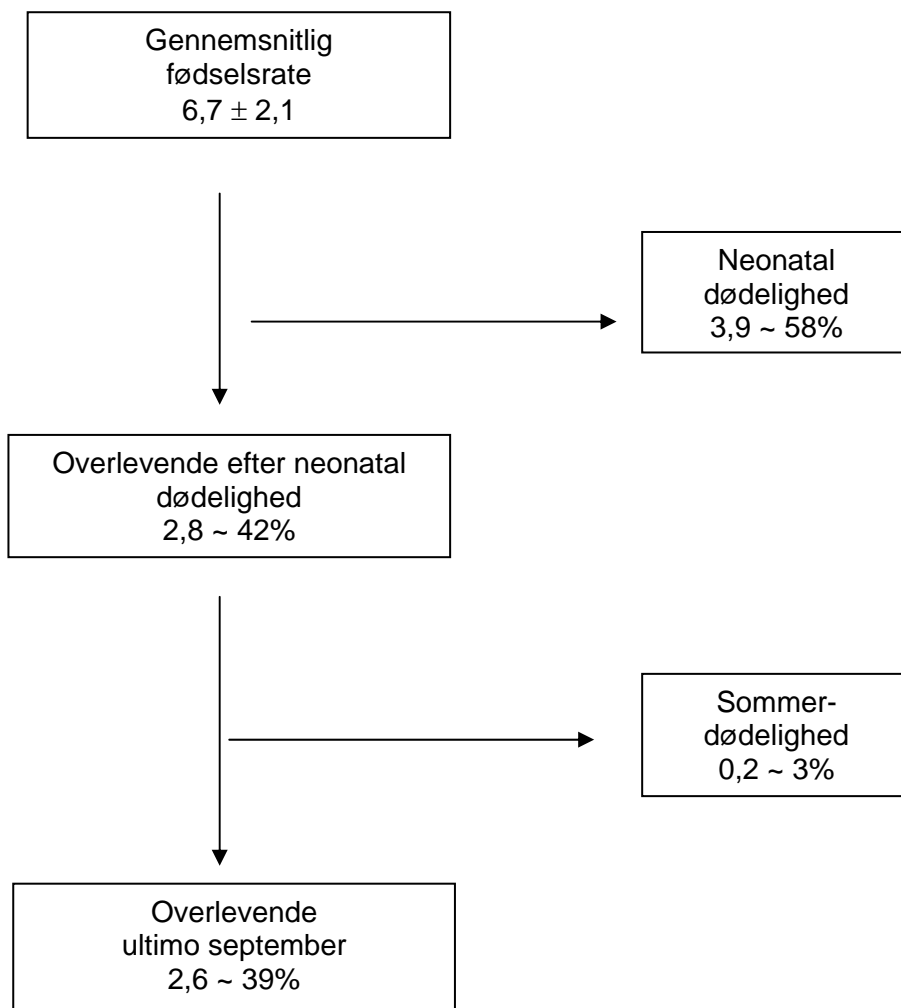 Gennemsnitlig
fødselsrate
6,7 ± 2,1
Neonatal
dødelighed
3,9 ~ 58%
Overlevende efter neonatal
dødelighed
2,8 ~ 42%
Sommer-
dødelighed
0,2 ~ 3%
Overlevende
ultimo september
2,6 ~ 39%